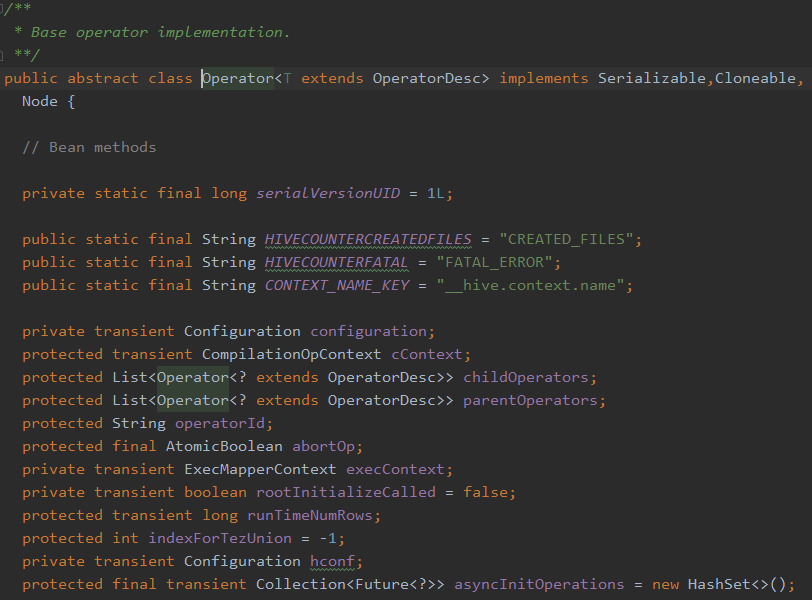 /**
 * Base operator implementation.
 **/
public abstract class Operator<T extends OperatorDesc> implements Serializable,Cloneable,
  Node {

  // Bean methods

  private static final long serialVersionUID = 1L;

  public static final String HIVECOUNTERCREATEDFILES = "CREATED_FILES";
  public static final String HIVECOUNTERFATAL = "FATAL_ERROR";
  public static final String CONTEXT_NAME_KEY = "__hive.context.name";

  private transient Configuration configuration;
  protected transient CompilationOpContext cContext;
  protected List<Operator<? extends OperatorDesc>> childOperators;
  protected List<Operator<? extends OperatorDesc>> parentOperators;
  protected String operatorId;
  protected final AtomicBoolean abortOp;
  private transient ExecMapperContext execContext;
  private transient boolean rootInitializeCalled = false;
  protected transient long runTimeNumRows;
  protected int indexForTezUnion = -1;
  private transient Configuration hconf;
  protected final transient Collection<Future<?>> asyncInitOperations = new HashSet<>();